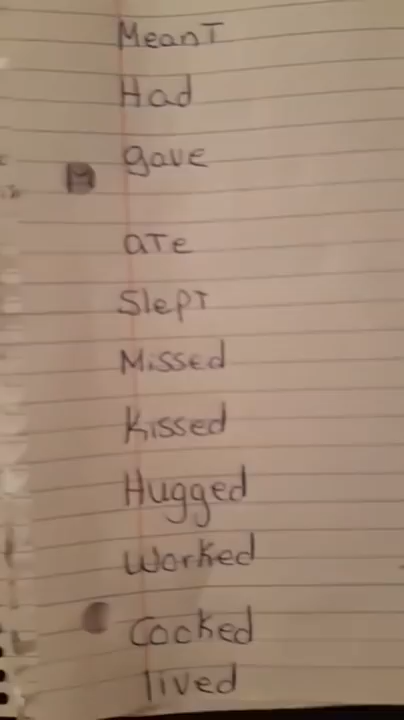 MeanT
Had
gave
aTe
SlepT
Missed
Kissed
Hugged
Worked
Cooked
lived